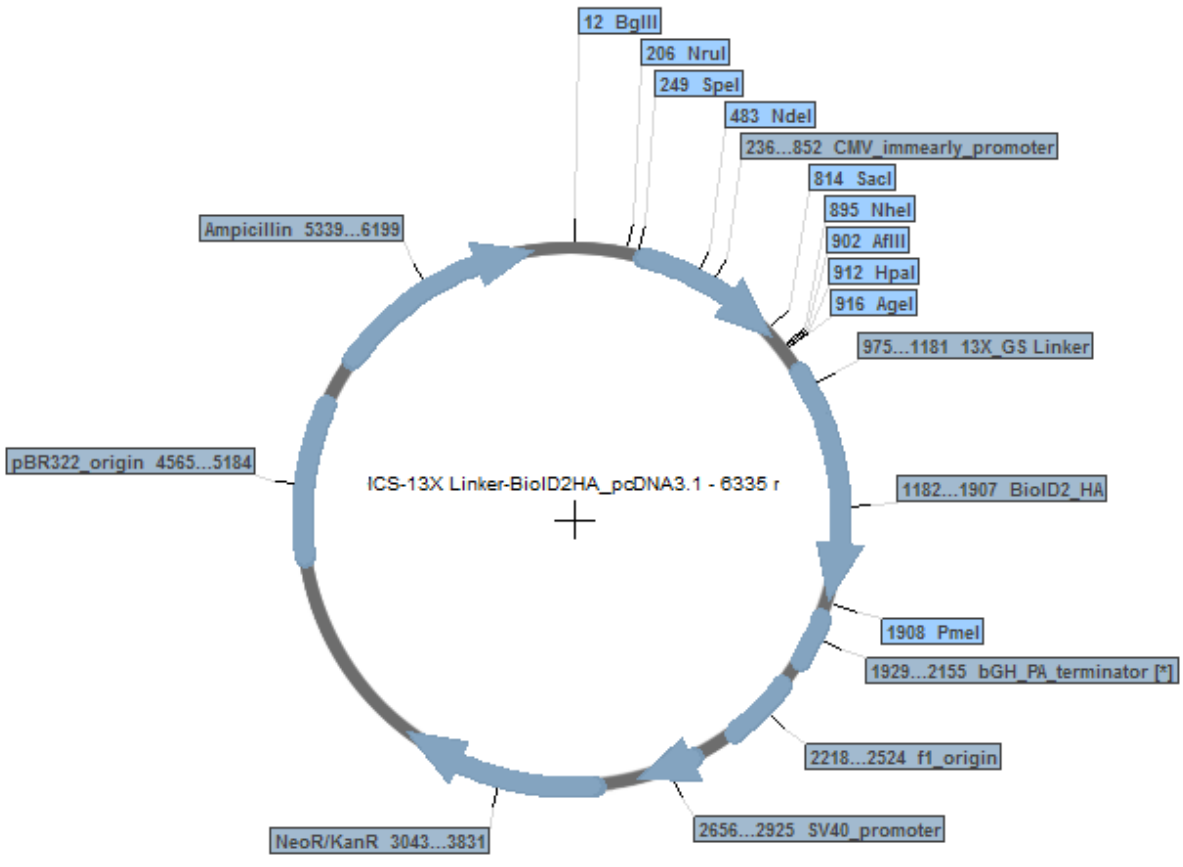 12 BglII
206 NruI
249 SpeI
483 NdeI
236...852 CMV_immearly_promoter
814 SacI
895 NheI
902 AflII
912 HpaI
916 AgeI
975...1181 13X_GS Linker
1182...1907 BioID2_HA
1908 PmeI
1929...2155 bGH_PA_terminator [*]
2218...2524 f1_origin
2656...2925 SV40_promoter
NeoR/KanR 3043...3831
pBR322_origin 4565...5184
Ampicillin 5339...6199
ICS-13X Linker-BioID2HA_pcDNA3.1 - 6335 r